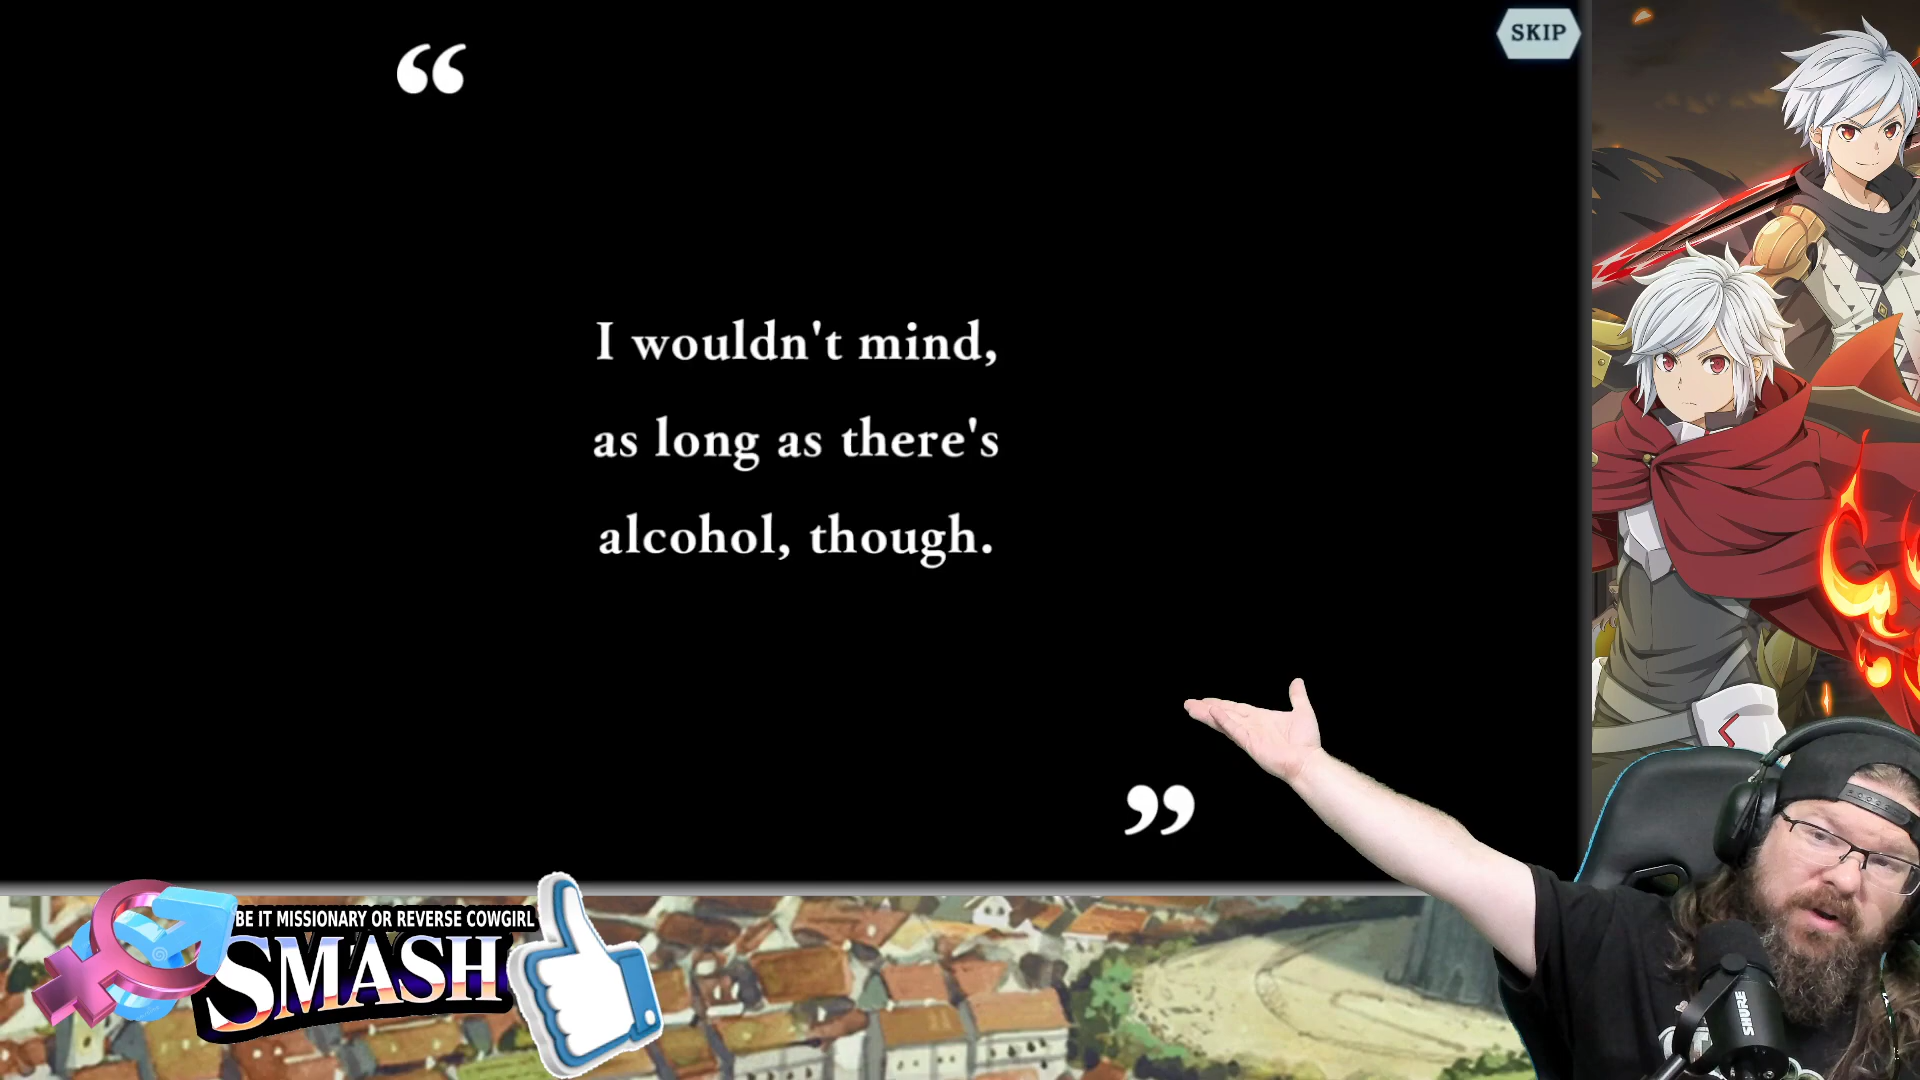 SKIP
“
I wouldn't mind,
as long as there's
alcohol, though.
”
BE IT MISSIONARY OR REVERSE COWGIRL
SMASH
SHURE